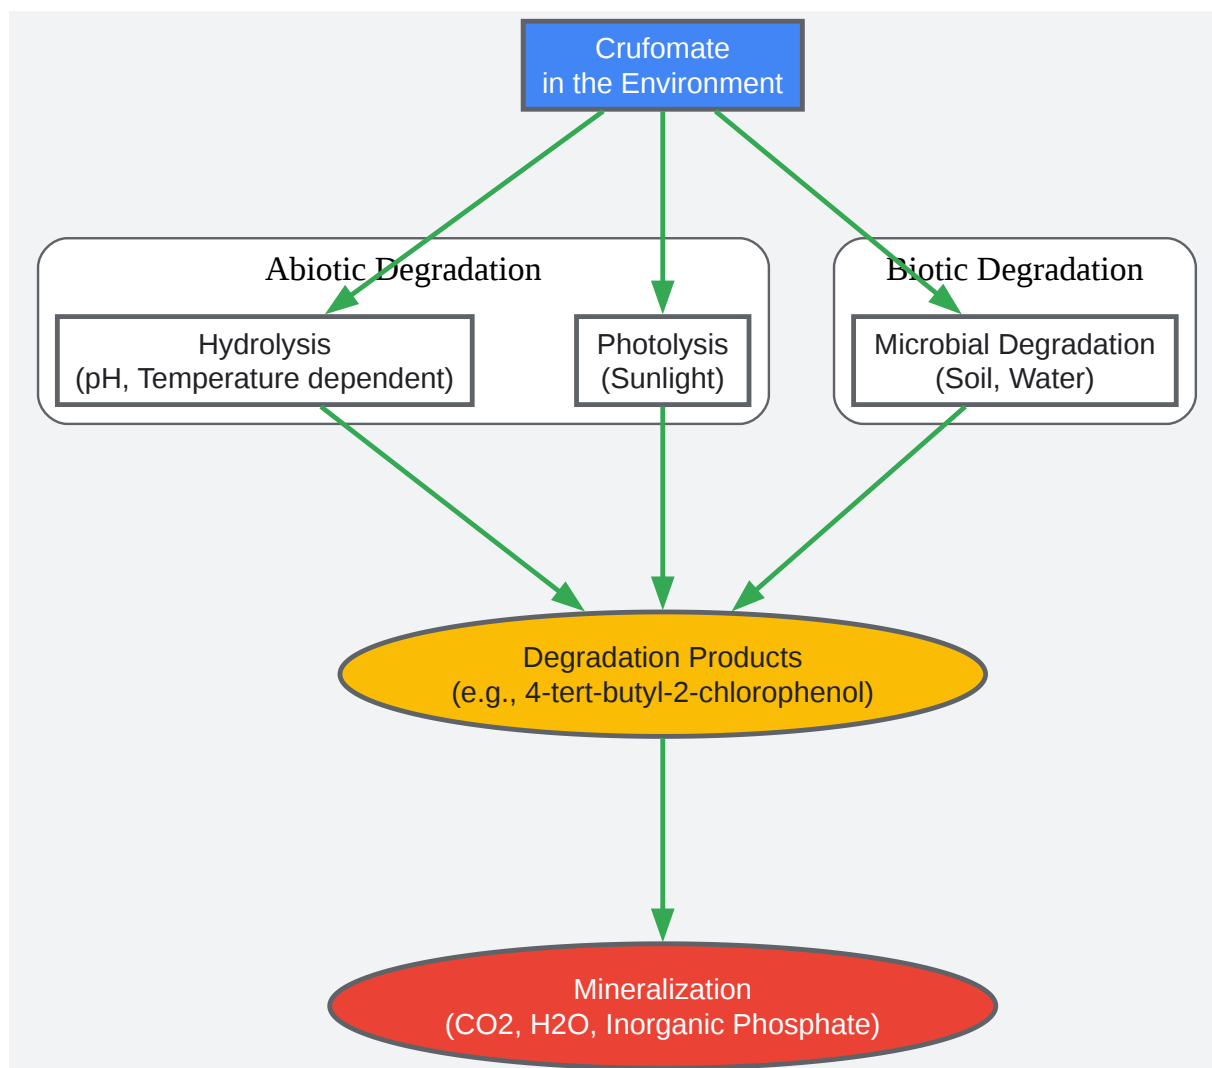 Crufomate
in the Environment
Abiotic Degradation
Biotic Degradation
Hydrolysis
(pH, Temperature dependent)
Photolysis
(Sunlight)
Microbial Degradation
(Soil, Water)
Degradation Products
(e.g., 4-tert-butyl-2-chlorophenol)
Mineralization
(CO2, H2O, Inorganic Phosphate)